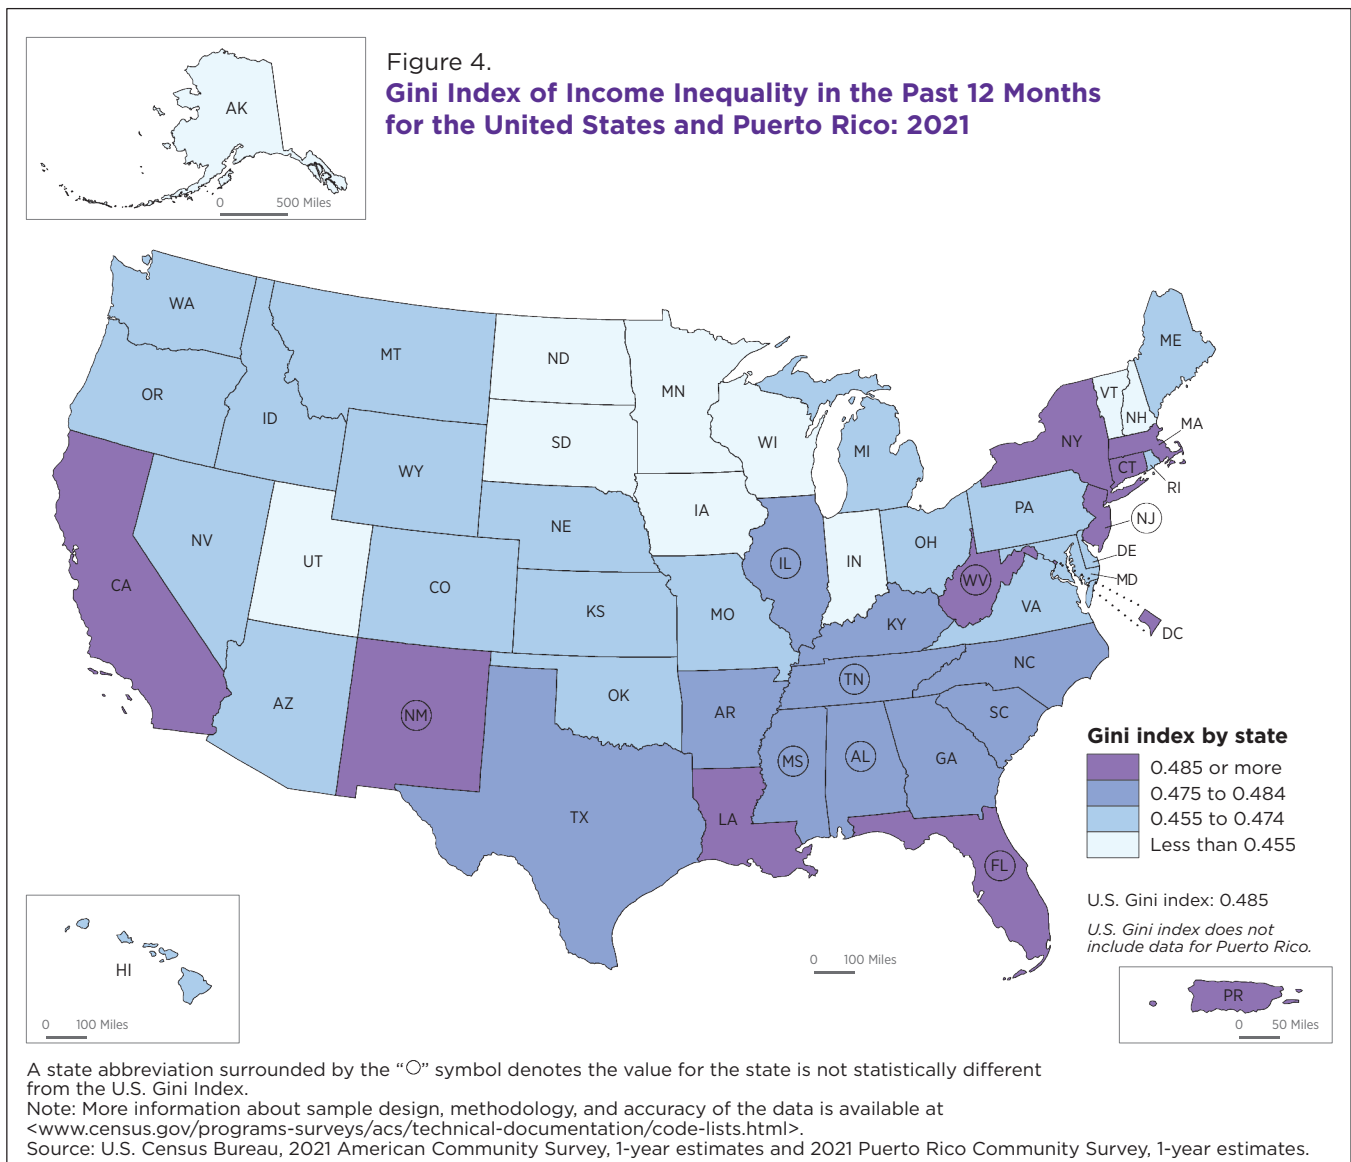 Figure 4.
Gini Index of Income Inequality in the Past 12 Months
for the United States and Puerto Rico: 2021
AK
0 500 Miles
WA
MT
ND
MN
ME
OR
ID
SD
WI
MI
VT
NH
NY
MA
WY
CT
RI
IA
PA
NJ
NE
NV
UT
CO
IL
IN
OH
DE
MD
WV
VA
DC
CA
KS
MO
KY
NC
TN
AZ
NM
OK
AR
SC
MS
AL
GA
TX
LA
FL
Gini index by state
0.485 or more
0.475 to 0.484
0.455 to 0.474
Less than 0.455
U.S. Gini index: 0.485
U.S. Gini index does not
include data for Puerto Rico.
HI
0 100 Miles
0 100 Miles
PR
0 50 Miles
A state abbreviation surrounded by the “○” symbol denotes the value for the state is not statistically different
from the U.S. Gini Index.
Note: More information about sample design, methodology, and accuracy of the data is available at
<www.census.gov/programs-surveys/acs/technical-documentation/code-lists.html>.
Source: U.S. Census Bureau, 2021 American Community Survey, 1-year estimates and 2021 Puerto Rico Community Survey, 1-year estimates.